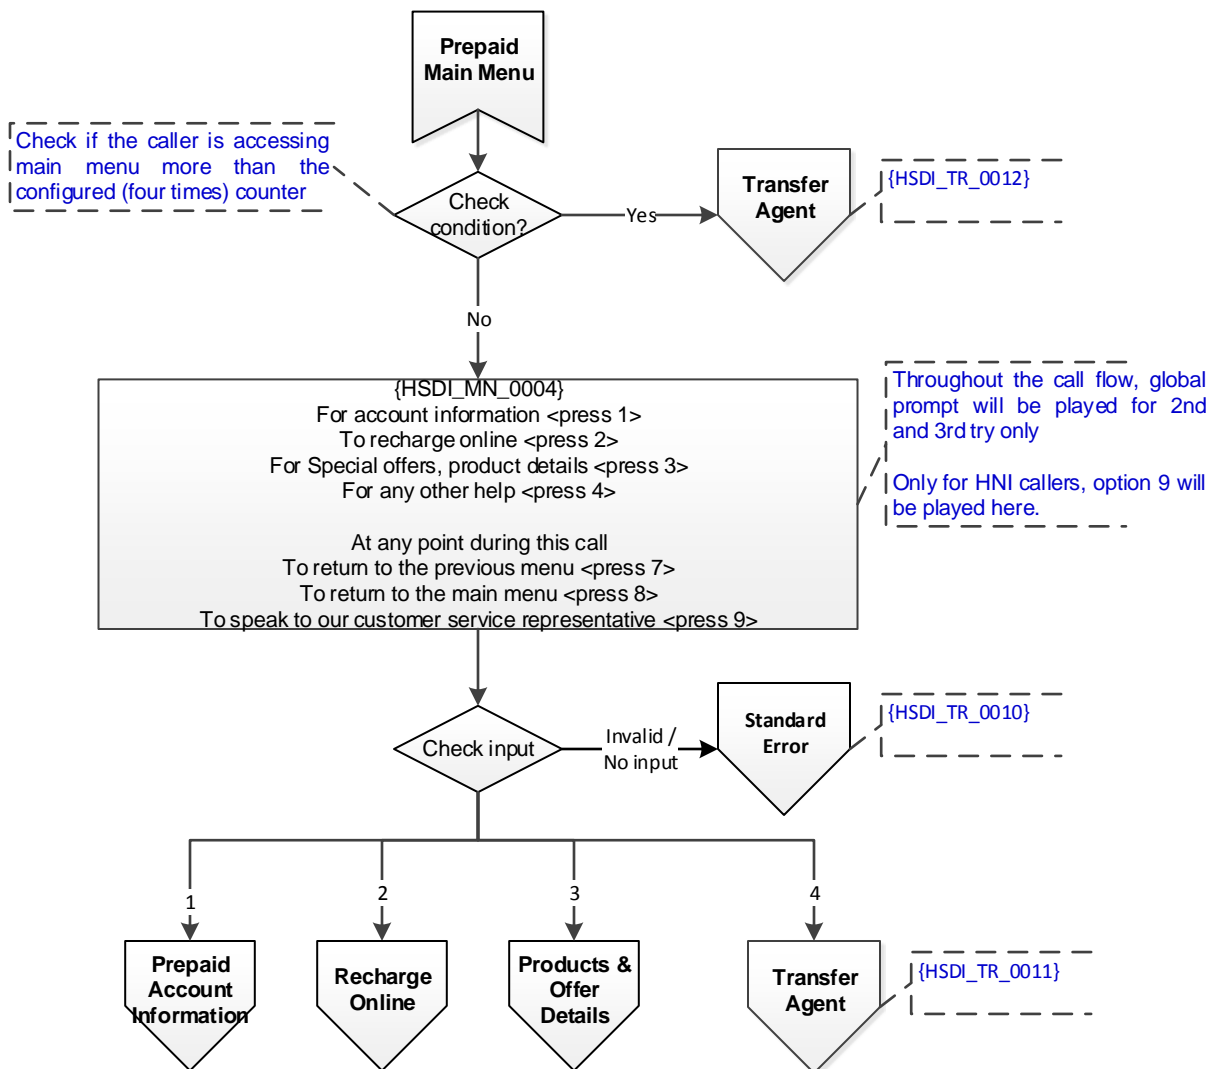 Prepaid
Main Menu
Check if the caller is accessing
main menu more than the
configured (four times) counter
Check
condition?
Yes
Transfer
Agent
{HSDI_TR_0012}
No
{HSDI_MN_0004}
For account information <press 1>
To recharge online <press 2>
For Special offers, product details <press 3>
For any other help <press 4>
At any point during this call
To return to the previous menu <press 7>
To return to the main menu <press 8>
To speak to our customer service representative <press 9>
Throughout the call flow, global
prompt will be played for 2nd
and 3rd try only
Only for HNI callers, option 9 will
be played here.
Check input
Invalid /
No input
Standard
Error
{HSDI_TR_0010}
1
2
3
4
Prepaid
Account
Information
Recharge
Online
Products &
Offer
Details
Transfer
Agent
{HSDI_TR_0011}